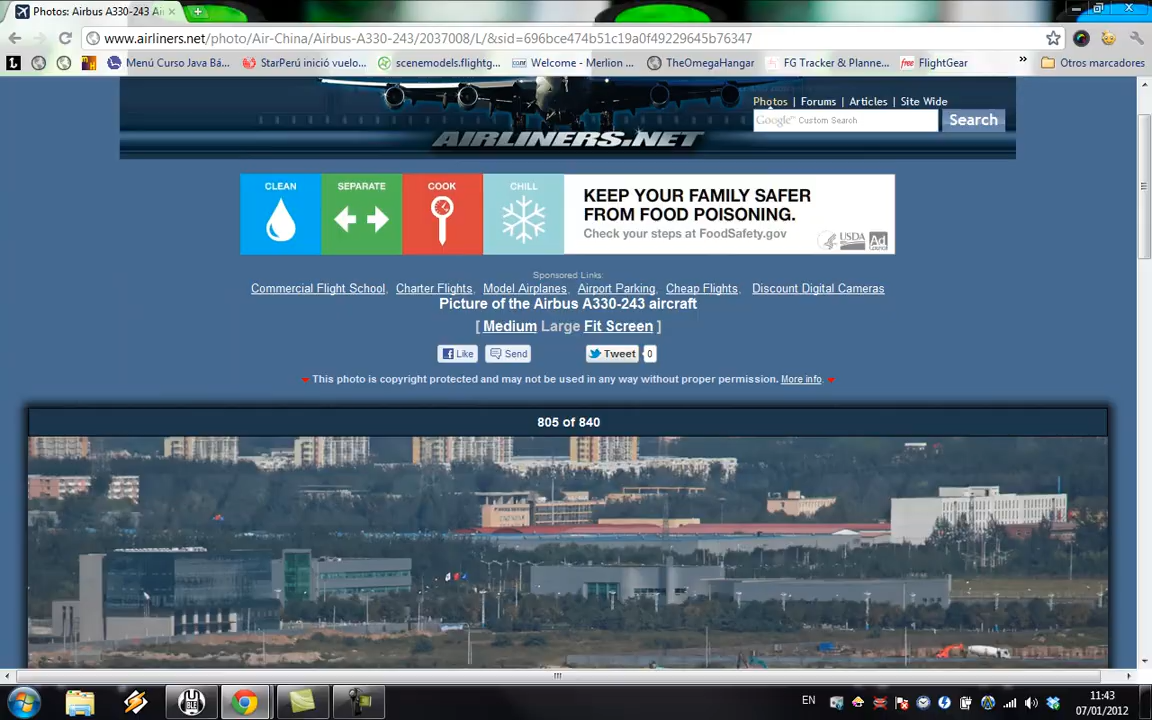 Photos: Airbus A330-243 Air
www.airliners.net/photo/Air-China/Airbus-A330-243/2037008/L/&sid=696bce474b51c19a0f49229645b76347
Menú Curso Java Bá...
StarPerú inició vuelo...
scenemodels.flightg...
Welcome - Merlion ...
TheOmegaHangar
FG Tracker & Planne...
free FlightGear
»
Otros marcadores
Photos | Forums | Articles | Site Wide
Google™ Custom Search
Search
AIRLINERS.NET
CLEAN
SEPARATE
COOK
CHILL
KEEP YOUR FAMILY SAFER
FROM FOOD POISONING.
Check your steps at FoodSafety.gov
USDA
Ad
Sponsored Links:
Commercial Flight School, Charter Flights, Model Airplanes, Airport Parking, Cheap Flights, Discount Digital Cameras
Picture of the Airbus A330-243 aircraft
[ Medium Large Fit Screen ]
Like
Send
Tweet
0
This photo is copyright protected and may not be used in any way without proper permission. More info.
805 of 840
EN
11:43
07/01/2012